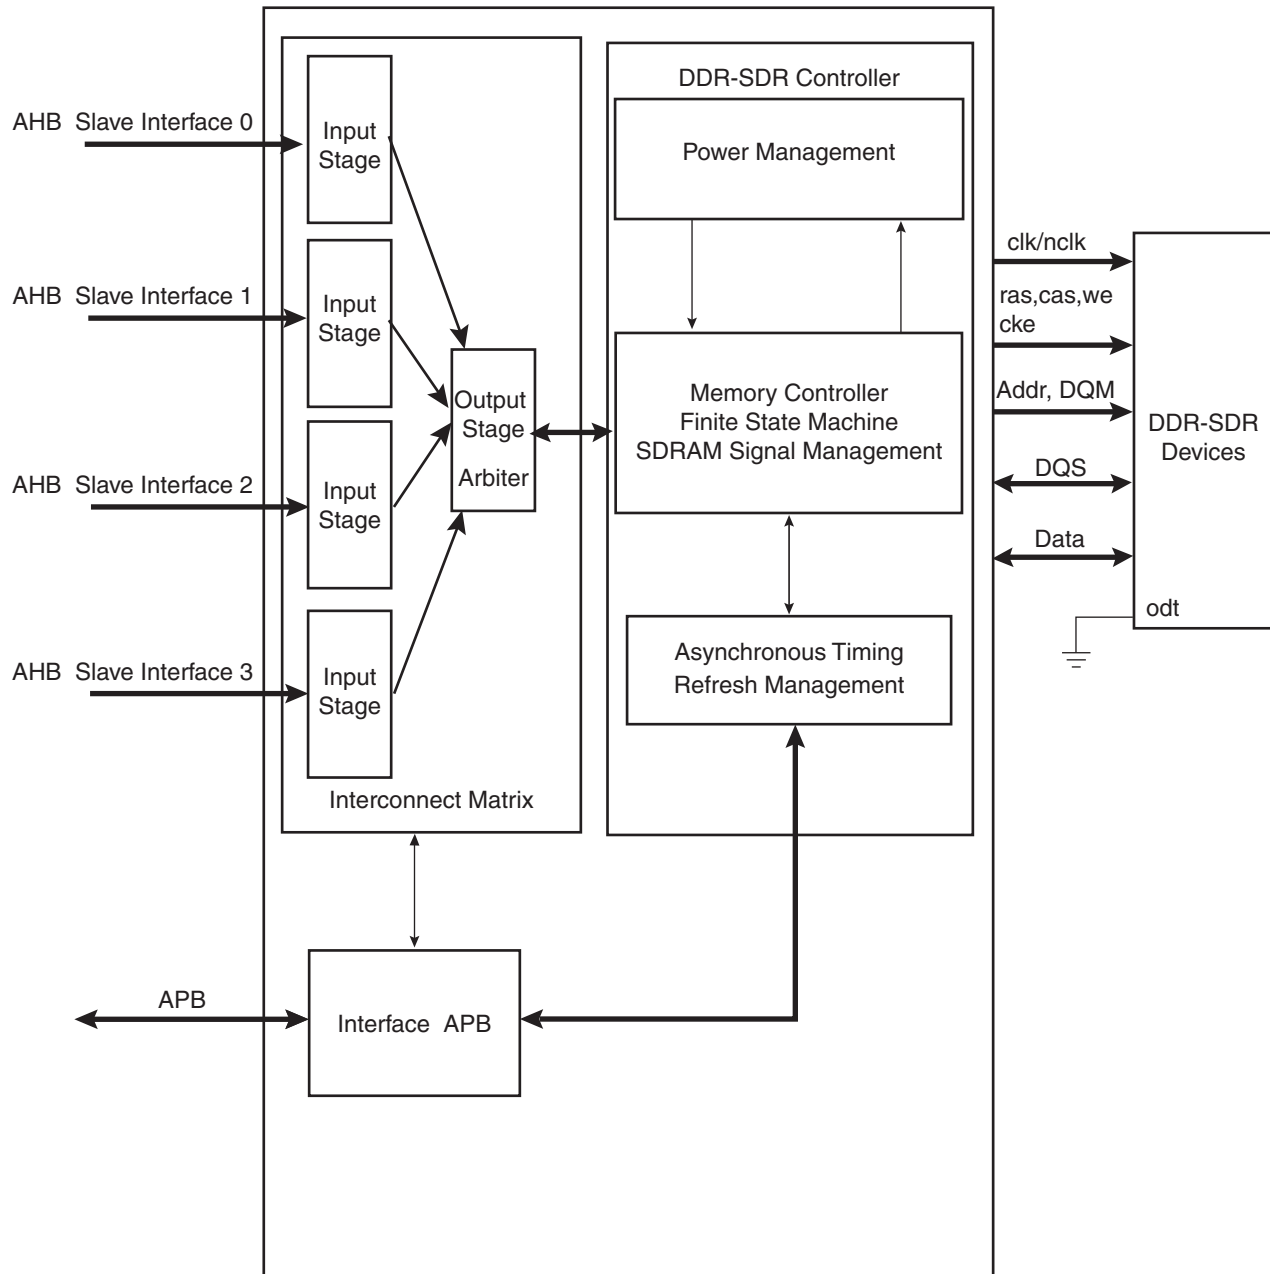 DDR-SDR Controller
AHB Slave Interface 0
Input
Stage
Power Management
clk/nclk
AHB Slave Interface 1
Input
Stage
ras,cas,we
cke
Output
Stage
Arbiter
Memory Controller
Finite State Machine
SDRAM Signal Management
Addr, DQM
DDR-SDR
Devices
AHB Slave Interface 2
Input
Stage
DQS
Data
odt
AHB Slave Interface 3
Input
Stage
Asynchronous Timing
Refresh Management
Interconnect Matrix
APB
Interface APB